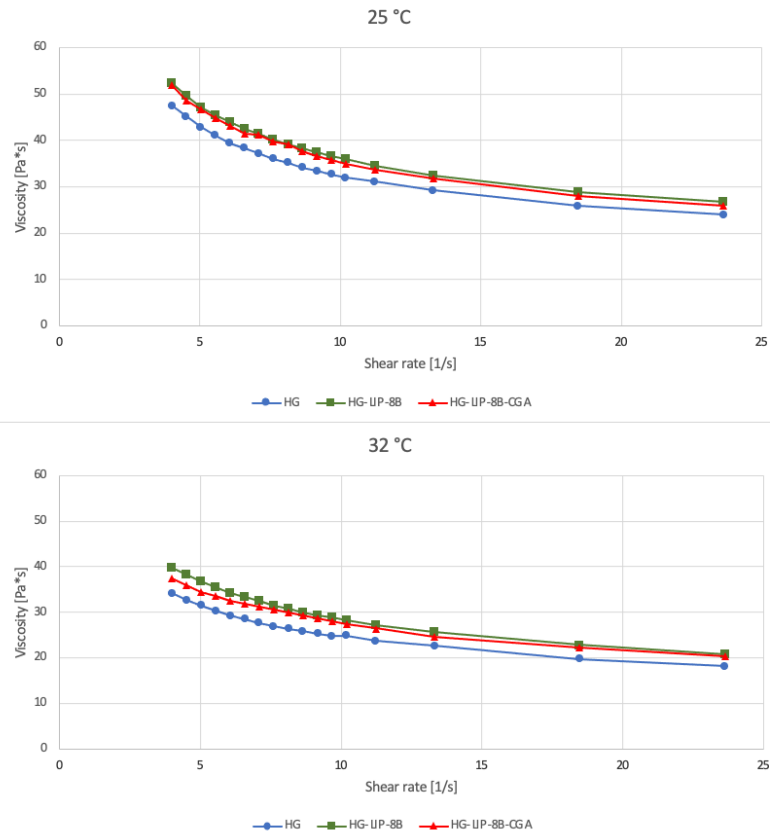 25 °C
60
50
40
30
20
10
0
Viscosity [Pa*s]
0 5 10 15 20 25
Shear rate [1/s]
HG HG-LIP-8B HG-LIP-8B-CGA
32 °C
60
50
40
30
20
10
0
Viscosity [Pa*s]
0 5 10 15 20 25
Shear rate [1/s]
HG HG-LIP-8B HG-LIP-8B-CGA